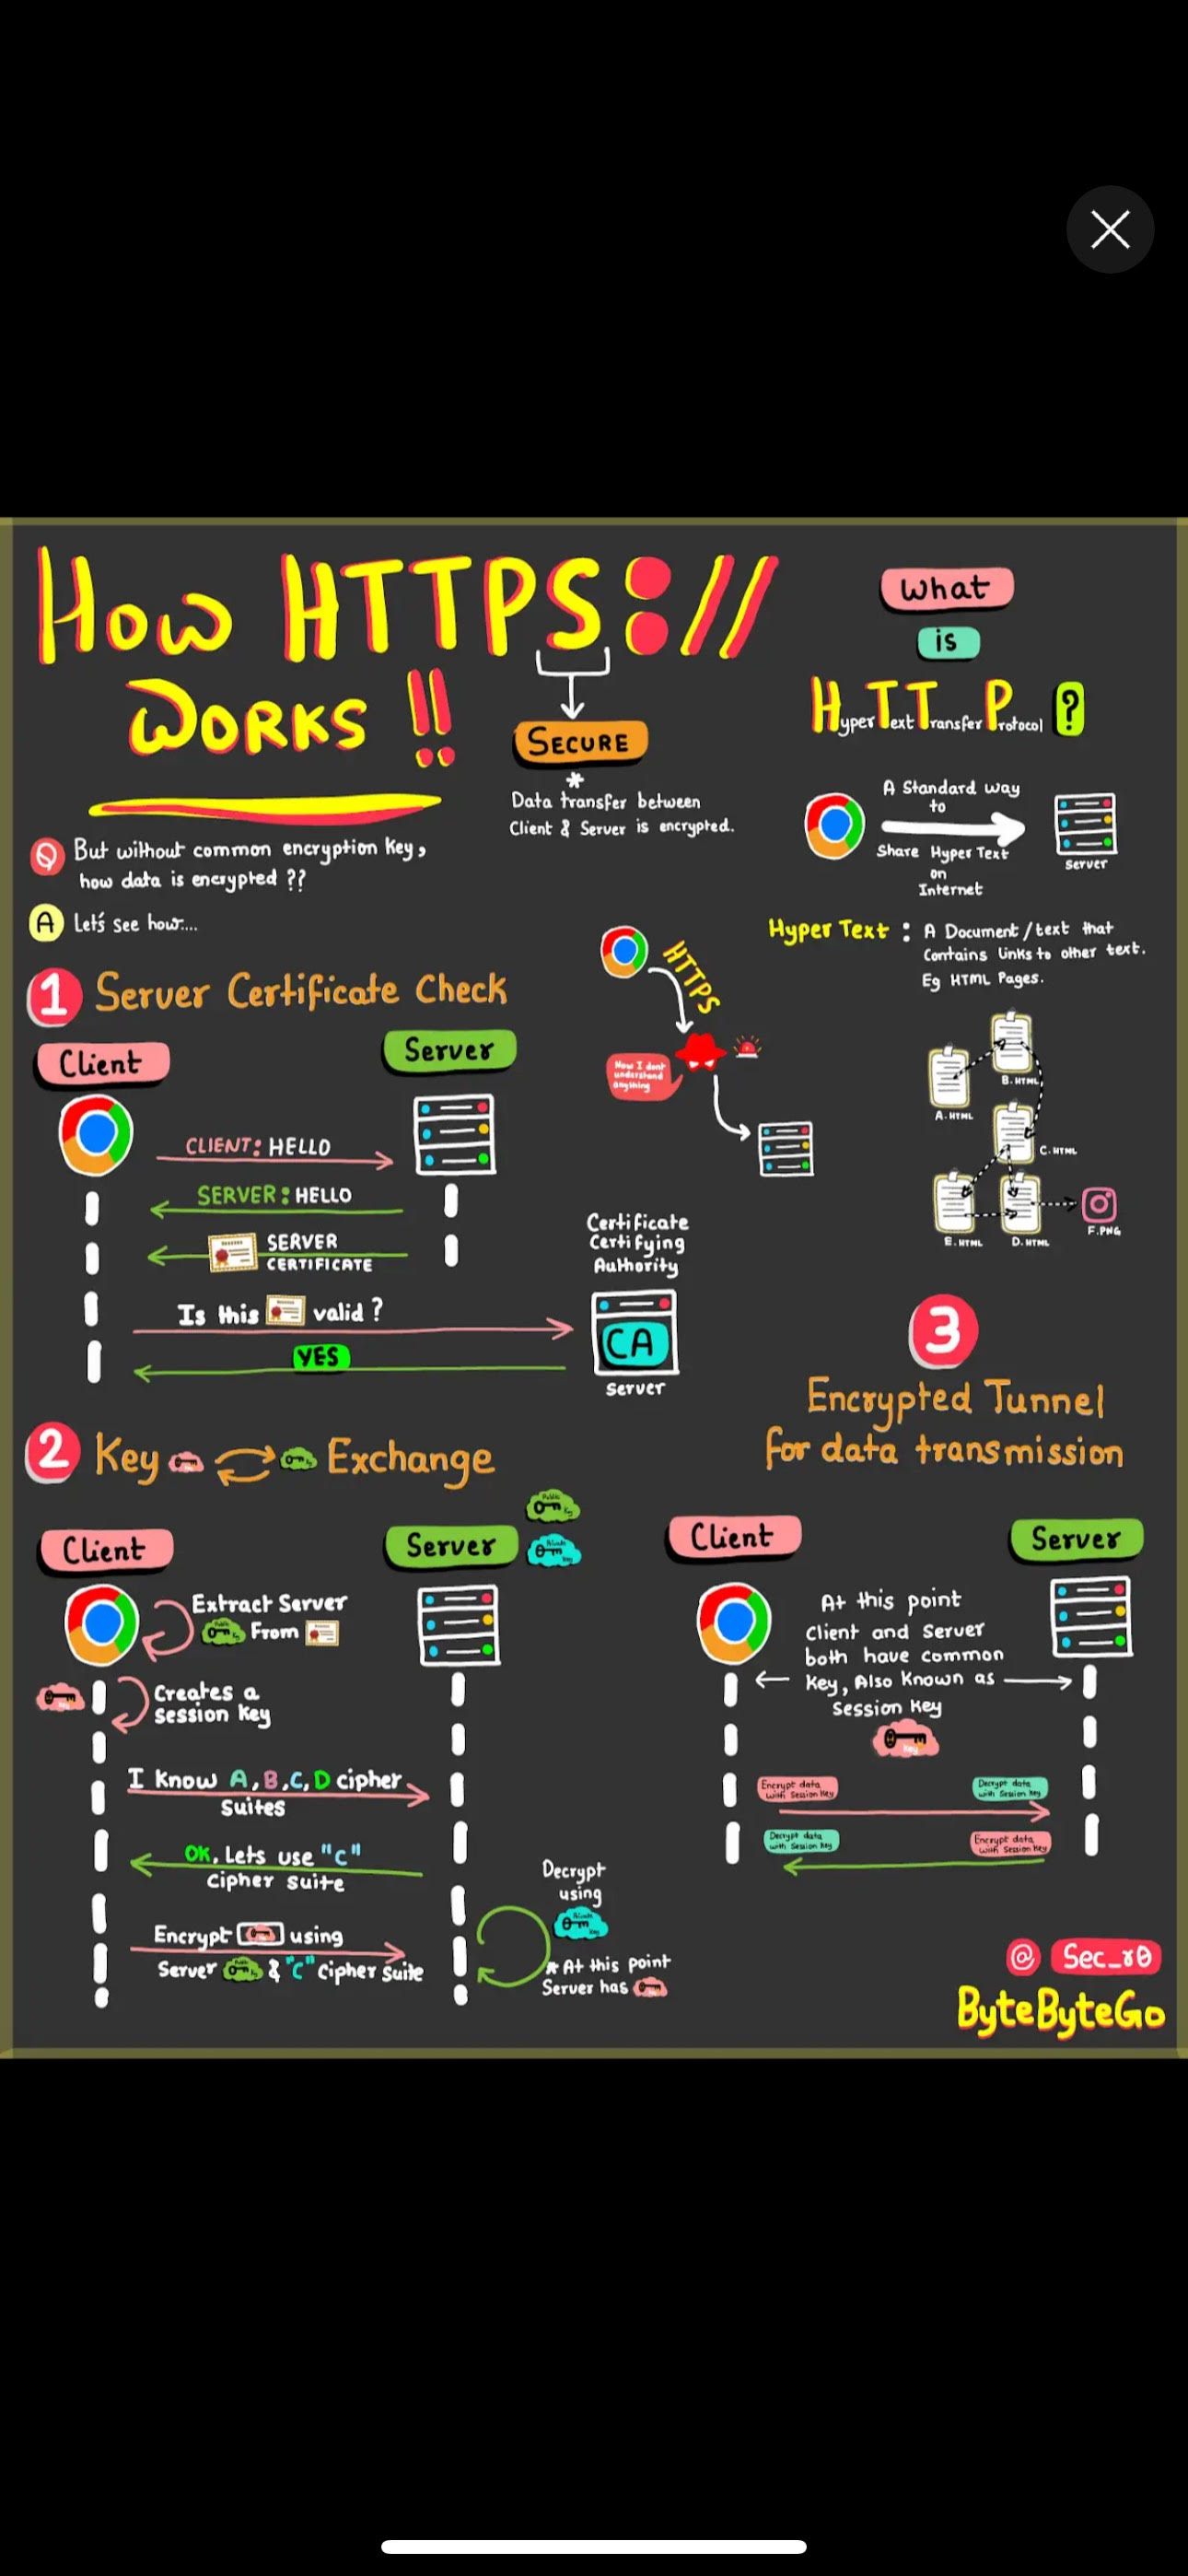 How HTTPS://
WORKS !!
SECURE
*
Data transfer between
Client & Server is encrypted.
What
is
HyperText Transfer Protocol ?
A Standard way
to
Share Hyper Text
on
Internet
Server
Q But without common encryption key,
how data is encrypted ??
A Let's see how....
Hyper Text : A Document/text that
Contains links to other text.
Eg HTML Pages.
HTTPS
Now I dont
understand
anything
A.HTML
B.HTML
C.HTML
E.HTML
D.HTML
F.PNG
1 Server Certificate Check
Client
Server
CLIENT: HELLO
SERVER: HELLO
SERVER
CERTIFICATE
Is this valid ?
YES
Certificate
Certifying
Authority
CA
Server
2 Key Exchange
Client
Server
Public
Key
Private
Key
Extract Server
Public
From
Creates a
session key
I know A,B,C,D cipher
suites
OK, Lets use "C"
cipher suite
Encrypt using
Server & "C" Cipher Suite
Decrypt
using
Private
Key
* At this point
Server has
3
Encrypted Tunnel
for data transmission
Client
Server
At this point
Client and Server
both have common
key, Also Known as
Session Key
Key
Encrypt data
with Session Key
Decrypt data
with Session Key
Decrypt data
with Session Key
Encrypt data
with Session Key
@ Sec_r0
ByteByteGo